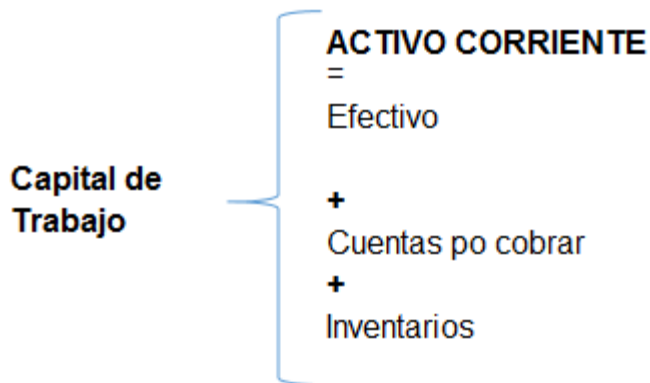 Capital de
Trabajo
ACTIVO CORRIENTE
=
Efectivo
+
Cuentas po cobrar
+
Inventarios